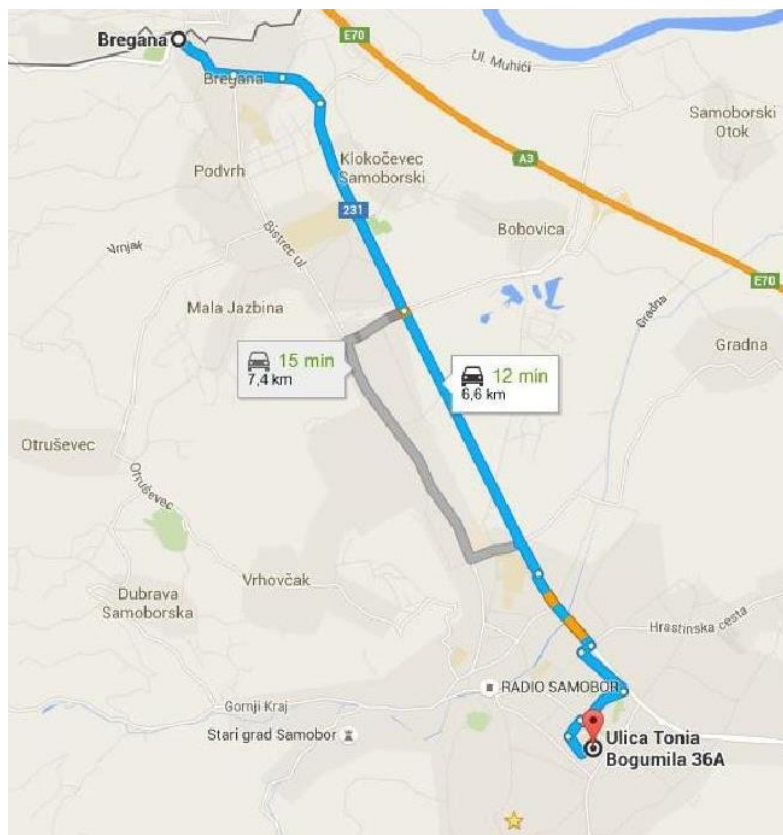 Bregana
E70
Ul. Muhići
Bregana
Samoborski
Otok
Podvrh
Klokočevec
Samoborski
A3
231
Bistrec ul.
Bobovica
Vrnjak
E70
Mala Jazbina
Gradna
Gradna
15 min
7,4 km
12 min
6,6 km
Otruševec
Otruševec
Vrhovčak
Dubrava
Samoborska
Hrastinska cesta
RADIO SAMOBOR
Gornji Kraj
Stari grad Samobor
Ulica Tonia
Bogumila 36A